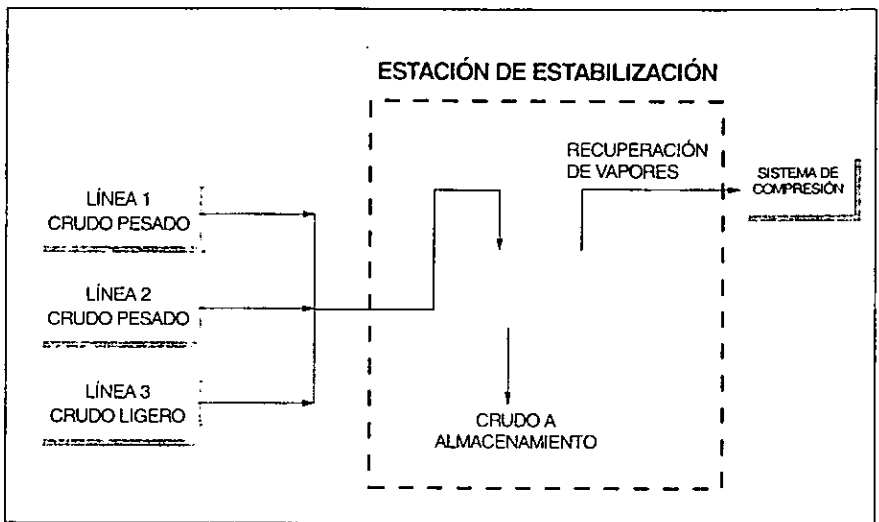 ESTACIÓN DE ESTABILIZACIÓN
RECUPERACIÓN
DE VAPORES
SISTEMA DE
COMPRESIÓN
LÍNEA 1
CRUDO PESADO
LÍNEA 2
CRUDO PESADO
LÍNEA 3
CRUDO LIGERO
CRUDO A
ALMACENAMIENTO